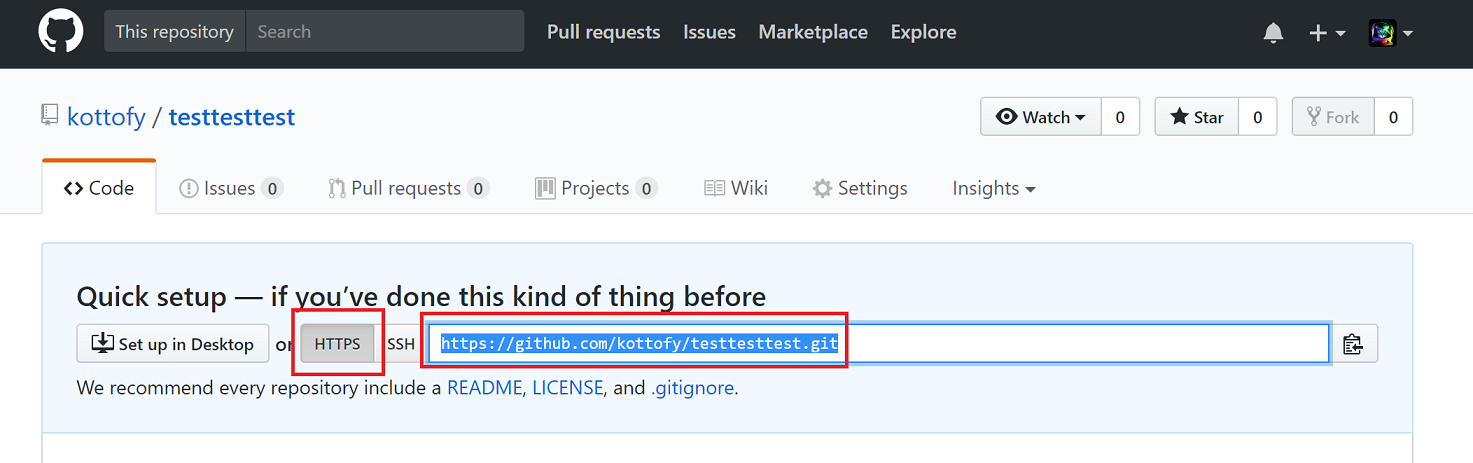 This repository Search Pull requests Issues Marketplace Explore
kottofy / testtesttest Watch 0 Star 0 Fork 0
Code Issues 0 Pull requests 0 Projects 0 Wiki Settings Insights
Quick setup — if you’ve done this kind of thing before
Set up in Desktop or HTTPS SSH https://github.com/kottofy/testtesttest.git
We recommend every repository include a README, LICENSE, and .gitignore.